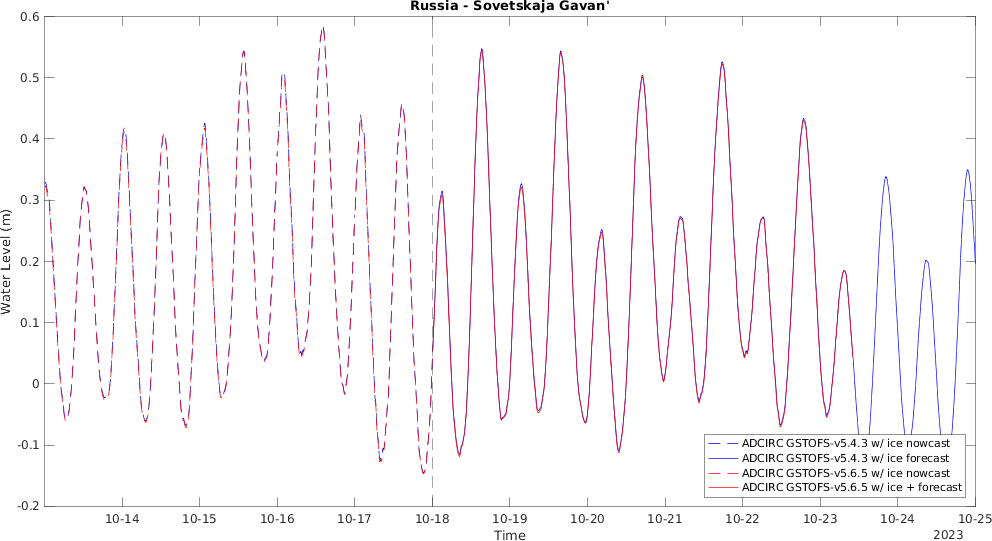 Russia - Sovetskaja Gavan'
0.6
0.5
0.4
0.3
0.2
0.1
0
-0.1
-0.2
Water Level (m)
ADCIRC GSTOFS-v5.4.3 w/ ice nowcast
ADCIRC GSTOFS-v5.4.3 w/ ice forecast
ADCIRC GSTOFS-v5.6.5 w/ ice nowcast
ADCIRC GSTOFS-v5.6.5 w/ ice + forecast
10-14 10-15 10-16 10-17 10-18 10-19 10-20 10-21 10-22 10-23 10-24 10-25
Time
2023